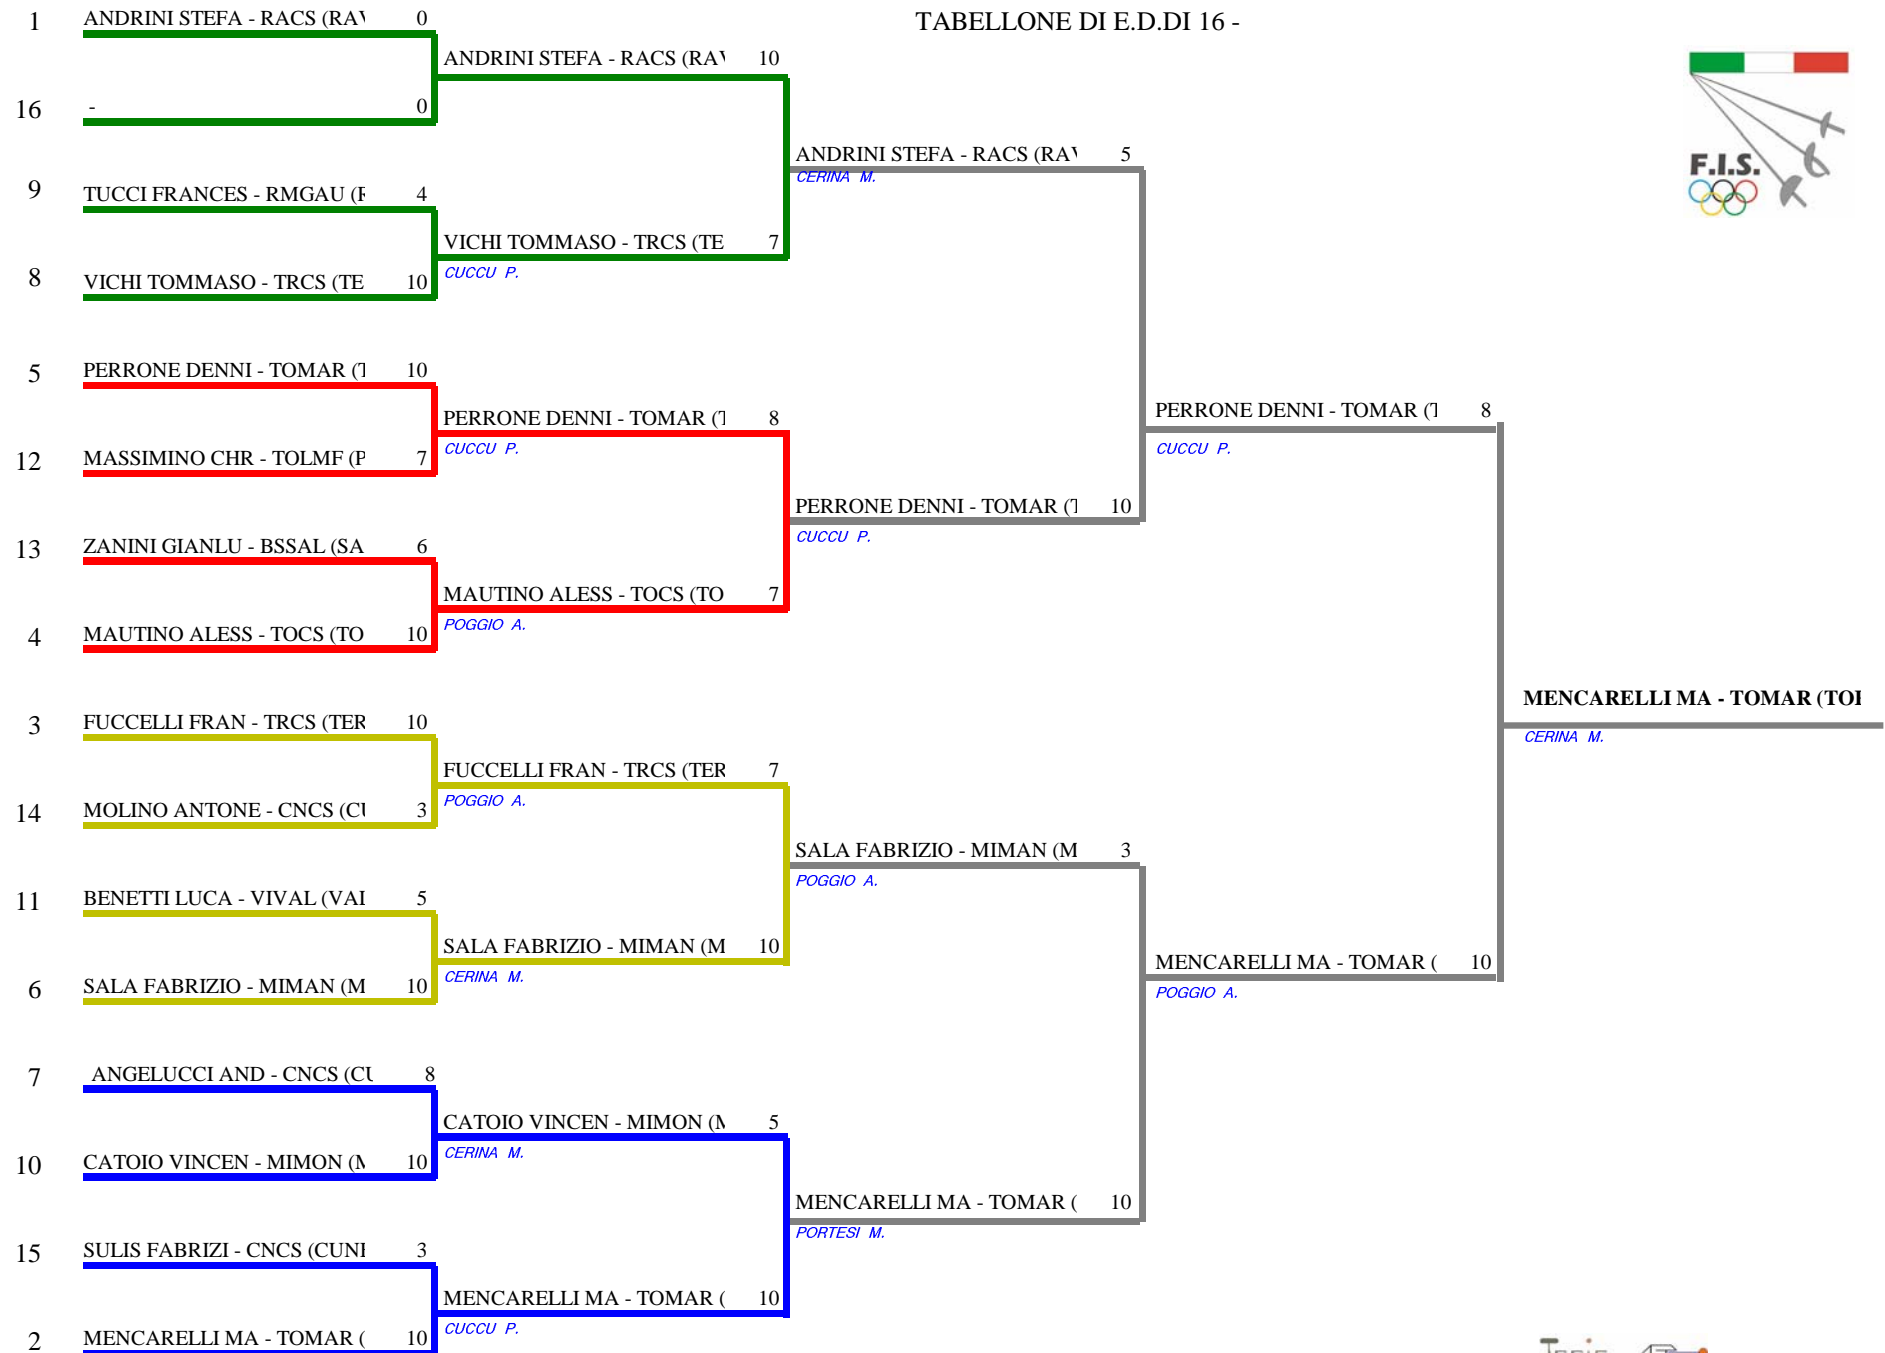 TABELLONE DI E.D.DI 16 -
F.I.S.
1 ANDRINI STEFA - RACS (RAV 0
ANDRINI STEFA - RACS (RAV 10
16 - 0
ANDRINI STEFA - RACS (RAV 5
CERINA M.
9 TUCCI FRANCES - RMGAU (R 4
VICHI TOMMASO - TRCS (TE 7
CUCCU P.
8 VICHI TOMMASO - TRCS (TE 10
5 PERRONE DENNI - TOMAR (T 10
PERRONE DENNI - TOMAR (T 8
CUCCU P.
PERRONE DENNI - TOMAR (T 8
CUCCU P.
12 MASSIMINO CHR - TOLMF (P 7
PERRONE DENNI - TOMAR (T 10
CUCCU P.
13 ZANINI GIANLU - BSSAL (SA 6
MAUTINO ALESS - TOCS (TO 7
POGGIO A.
4 MAUTINO ALESS - TOCS (TO 10
MENCARELLI MA - TOMAR (TOR
CERINA M.
3 FUCCELLI FRAN - TRCS (TER 10
FUCCELLI FRAN - TRCS (TER 7
POGGIO A.
14 MOLINO ANTONE - CNCS (CU 3
SALA FABRIZIO - MIMAN (M 3
POGGIO A.
11 BENETTI LUCA - VIVAL (VAL 5
SALA FABRIZIO - MIMAN (M 10
CERINA M.
MENCARELLI MA - TOMAR ( 10
POGGIO A.
6 SALA FABRIZIO - MIMAN (M 10
7 ANGELUCCI AND - CNCS (CU 8
CATOIO VINCEN - MIMON (M 5
CERINA M.
10 CATOIO VINCEN - MIMON (M 10
MENCARELLI MA - TOMAR ( 10
PORTESI M.
15 SULIS FABRIZI - CNCS (CUNE 3
MENCARELLI MA - TOMAR ( 10
CUCCU P.
2 MENCARELLI MA - TOMAR ( 10